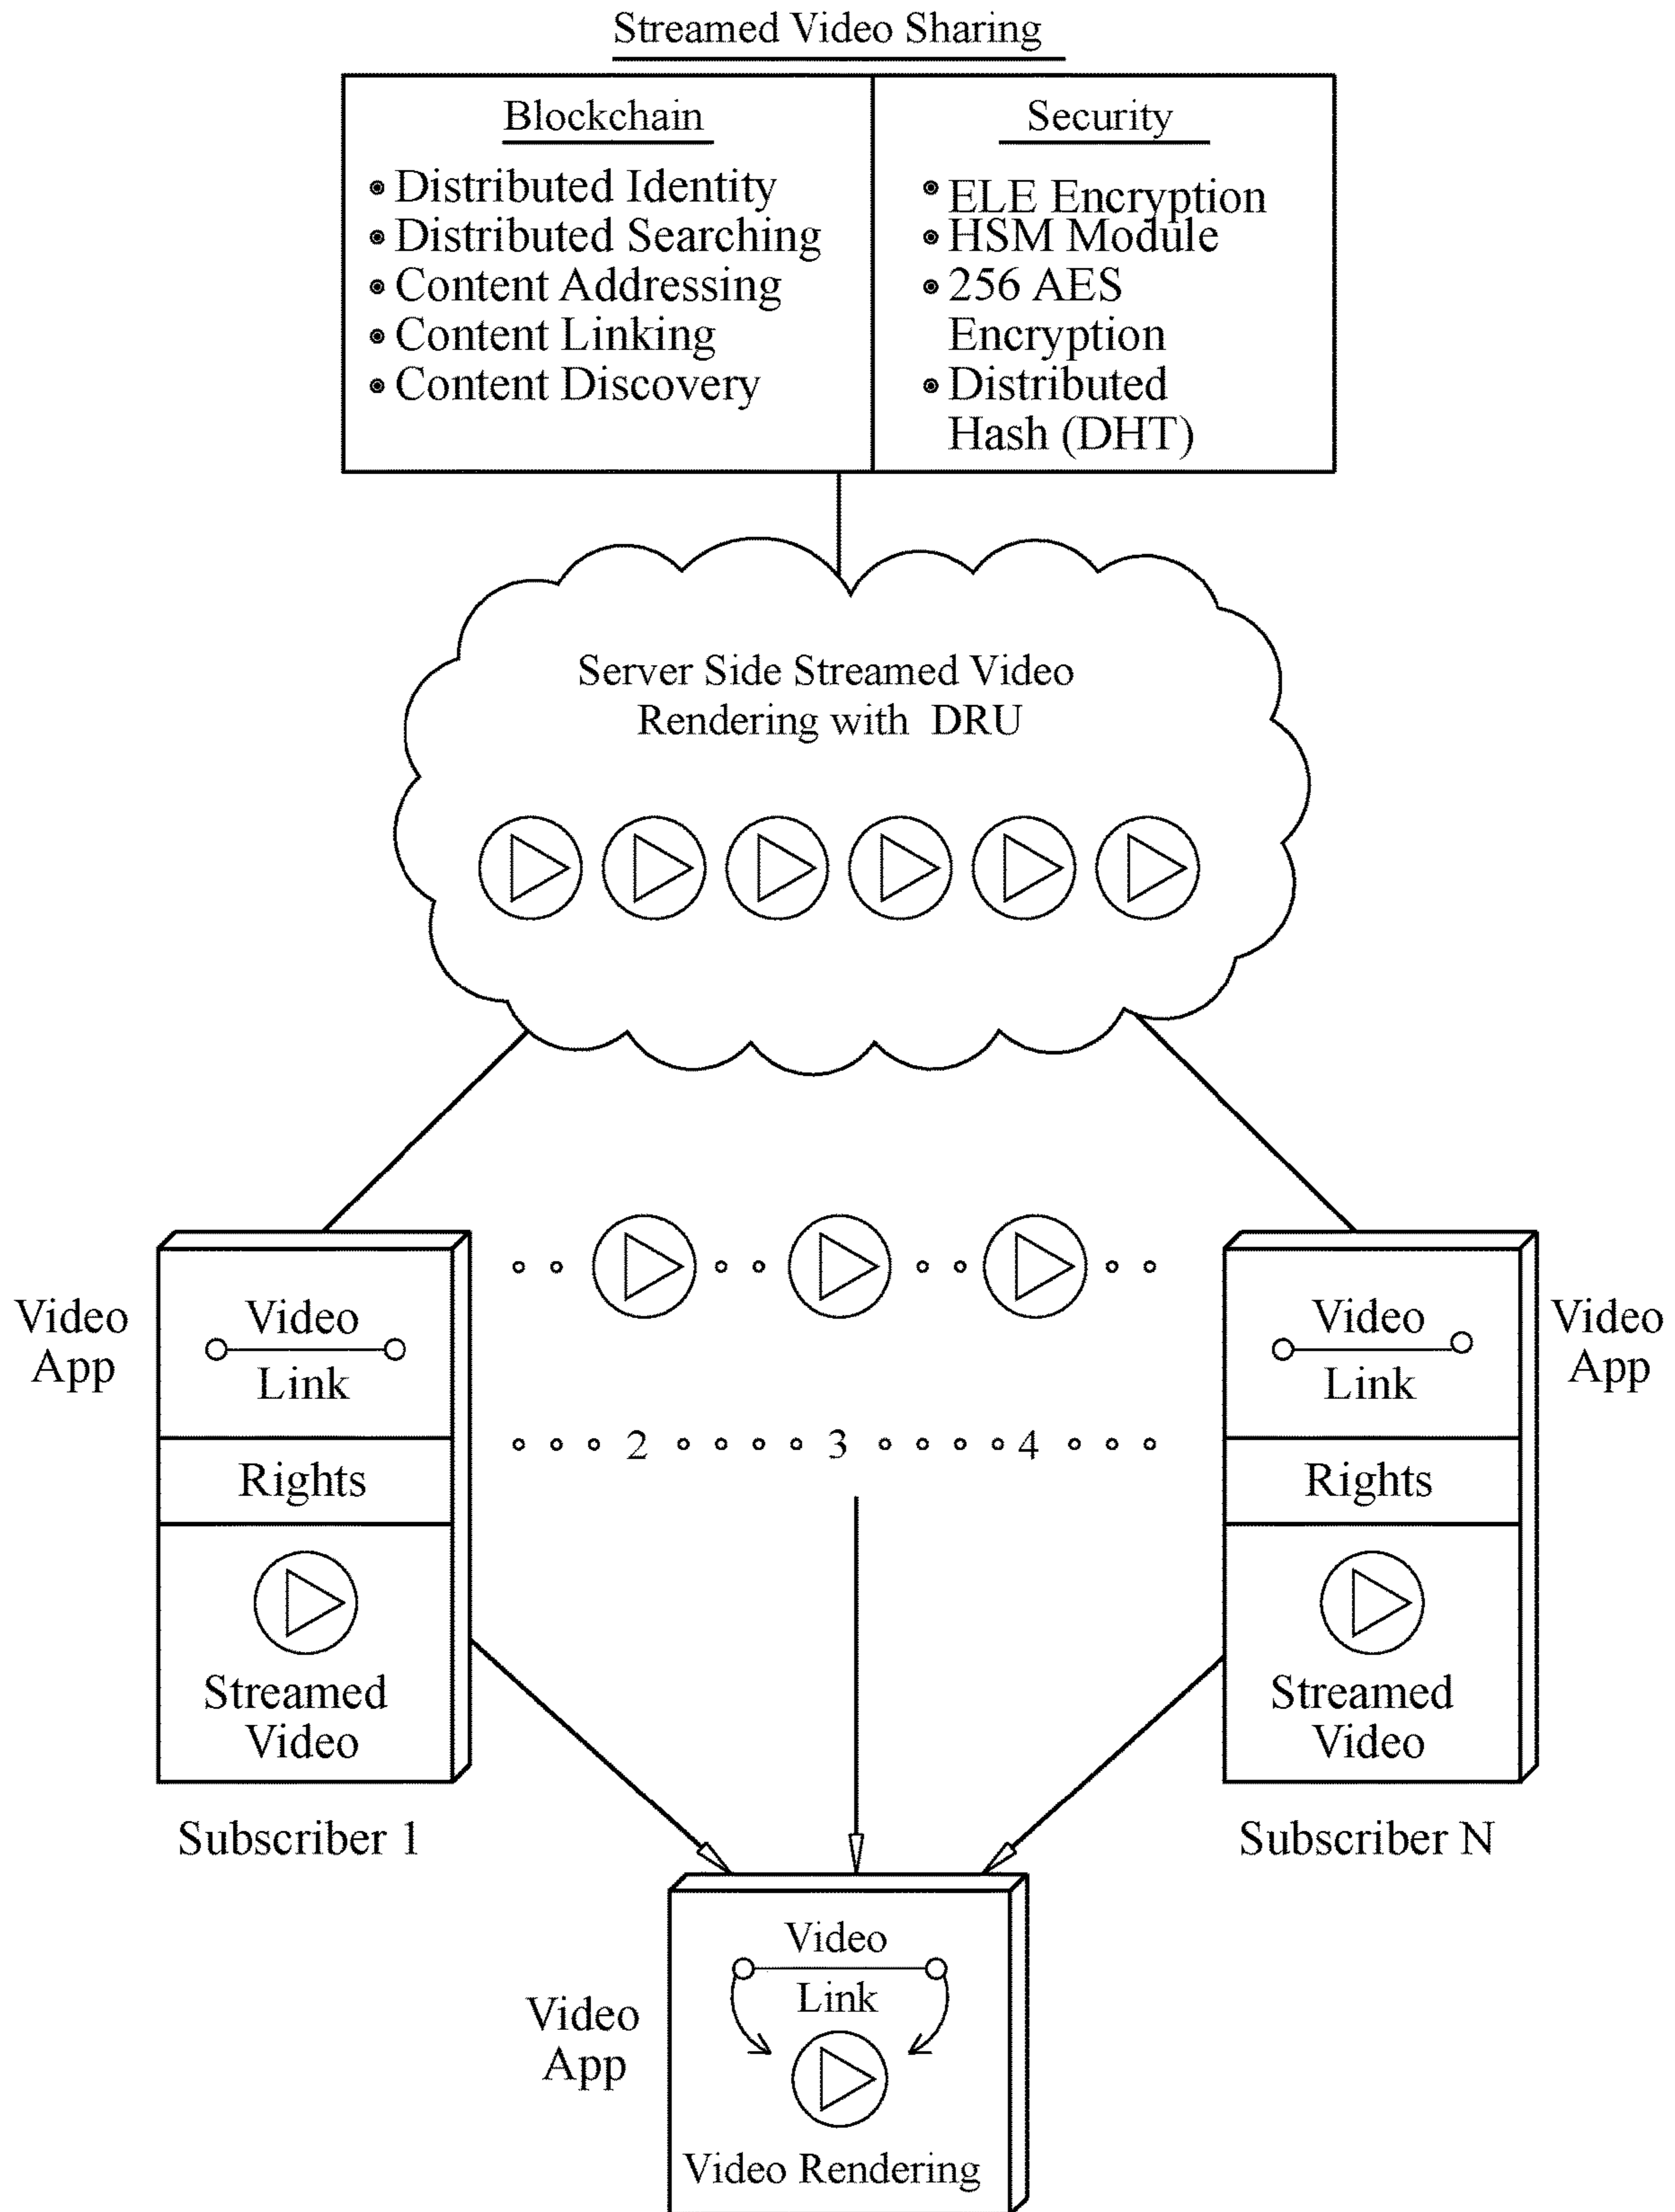 Streamed Video Sharing
Blockchain
• Distributed Identity
• Distributed Searching
• Content Addressing
• Content Linking
• Content Discovery
Security
• ELE Encryption
• HSM Module
• 256 AES
Encryption
• Distributed
Hash (DHT)
Server Side Streamed Video
Rendering with DRU
Video
App
Video
Link
Rights
Streamed
Video
Subscriber 1
2
3
4
Video
Link
Rights
Streamed
Video
Subscriber N
Video
App
Video
App
Video
Link
Video Rendering